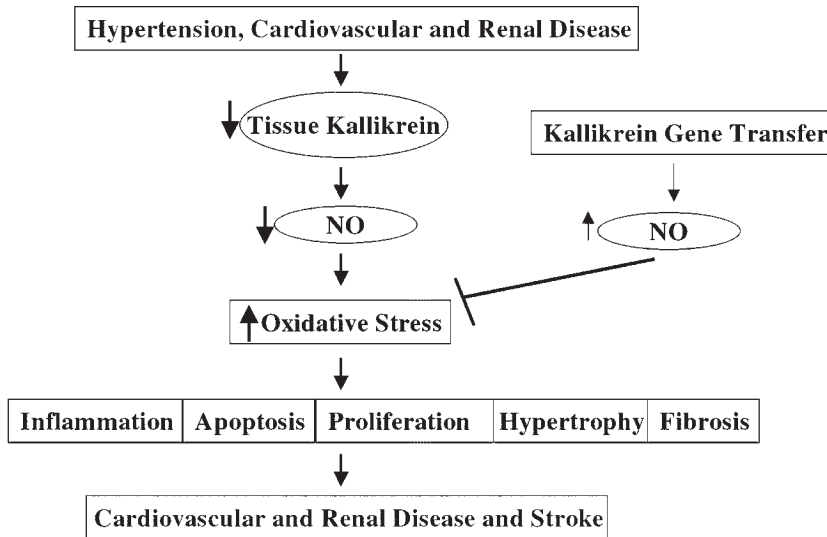 Hypertension, Cardiovascular and Renal Disease
Tissue Kallikrein
Kallikrein Gene Transfer
NO
NO
Oxidative Stress
Inflammation Apoptosis Proliferation Hypertrophy Fibrosis
Cardiovascular and Renal Disease and Stroke